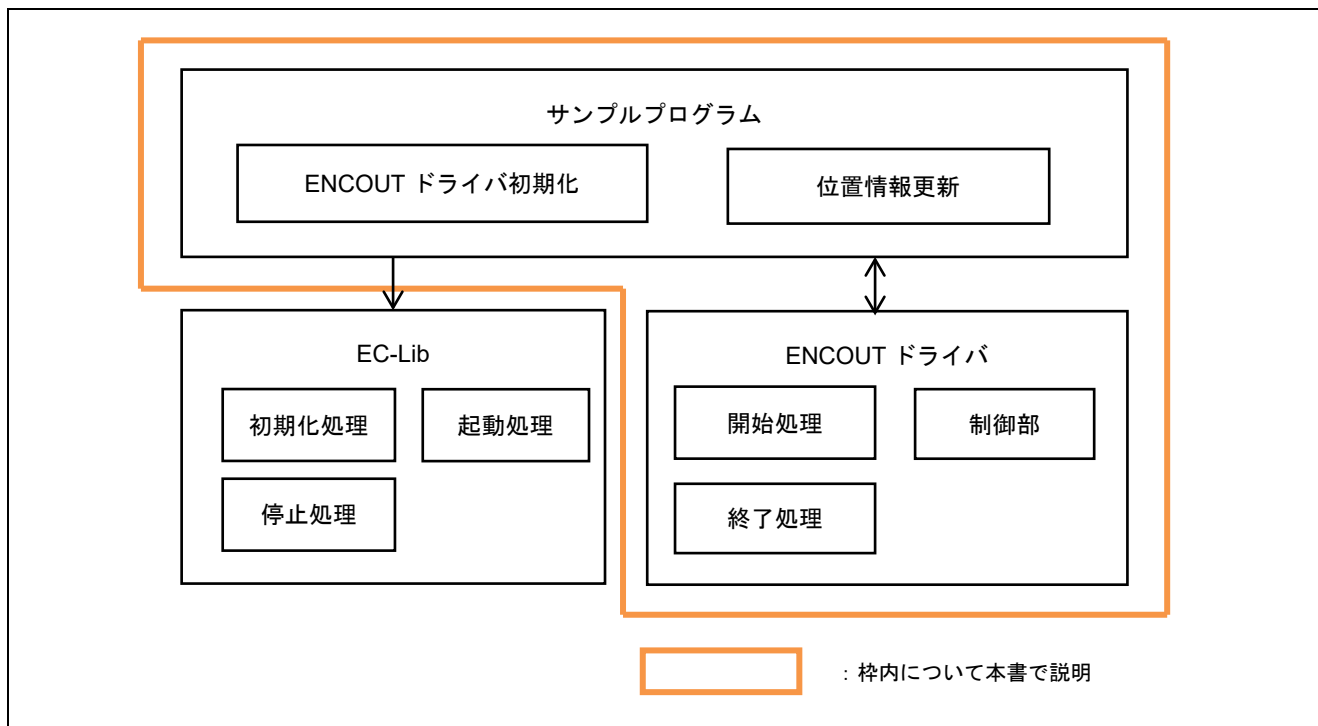 サンプルプログラム
ENCOUT ドライバ初期化
位置情報更新
EC-Lib
初期化処理
起動処理
停止処理
ENCOUT ドライバ
開始処理
制御部
終了処理
：枠内について本書で説明